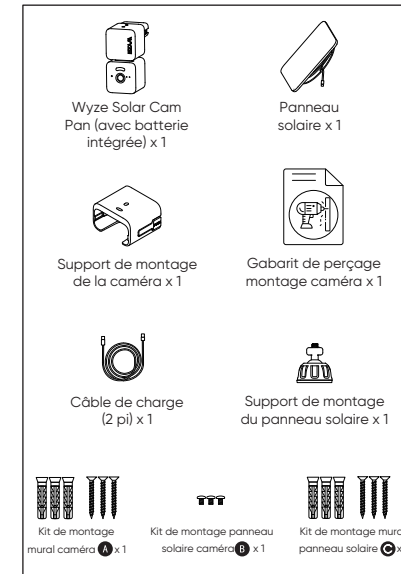 Wyze Solar Cam
Pan (avec batterie
intégrée) x 1
Panneau
solaire x 1
Support de montage
de la caméra x 1
Gabarit de perçage
montage caméra x 1
Câble de charge
(2 pi) x 1
Support de montage
du panneau solaire x 1
Kit de montage
mural caméra A x 1
Kit de montage panneau
solaire caméra B x 1
Kit de montage mura
panneau solaire C x